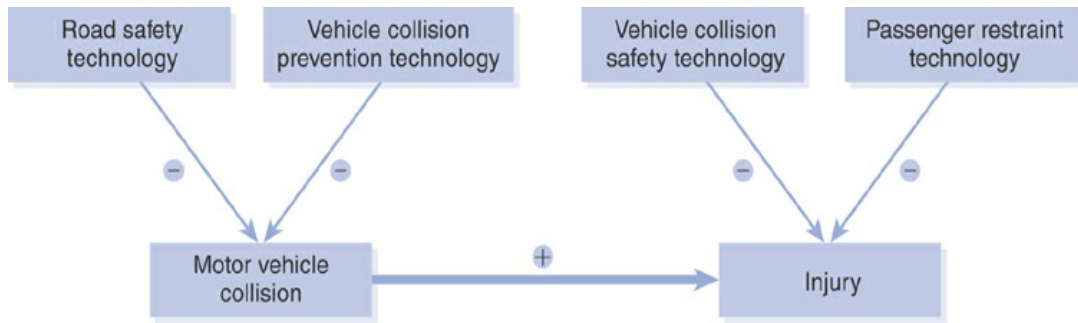 Road safety
technology
Vehicle collision
prevention technology
Vehicle collision
safety technology
Passenger restraint
technology
−
−
−
−
+
Motor vehicle
collision
Injury